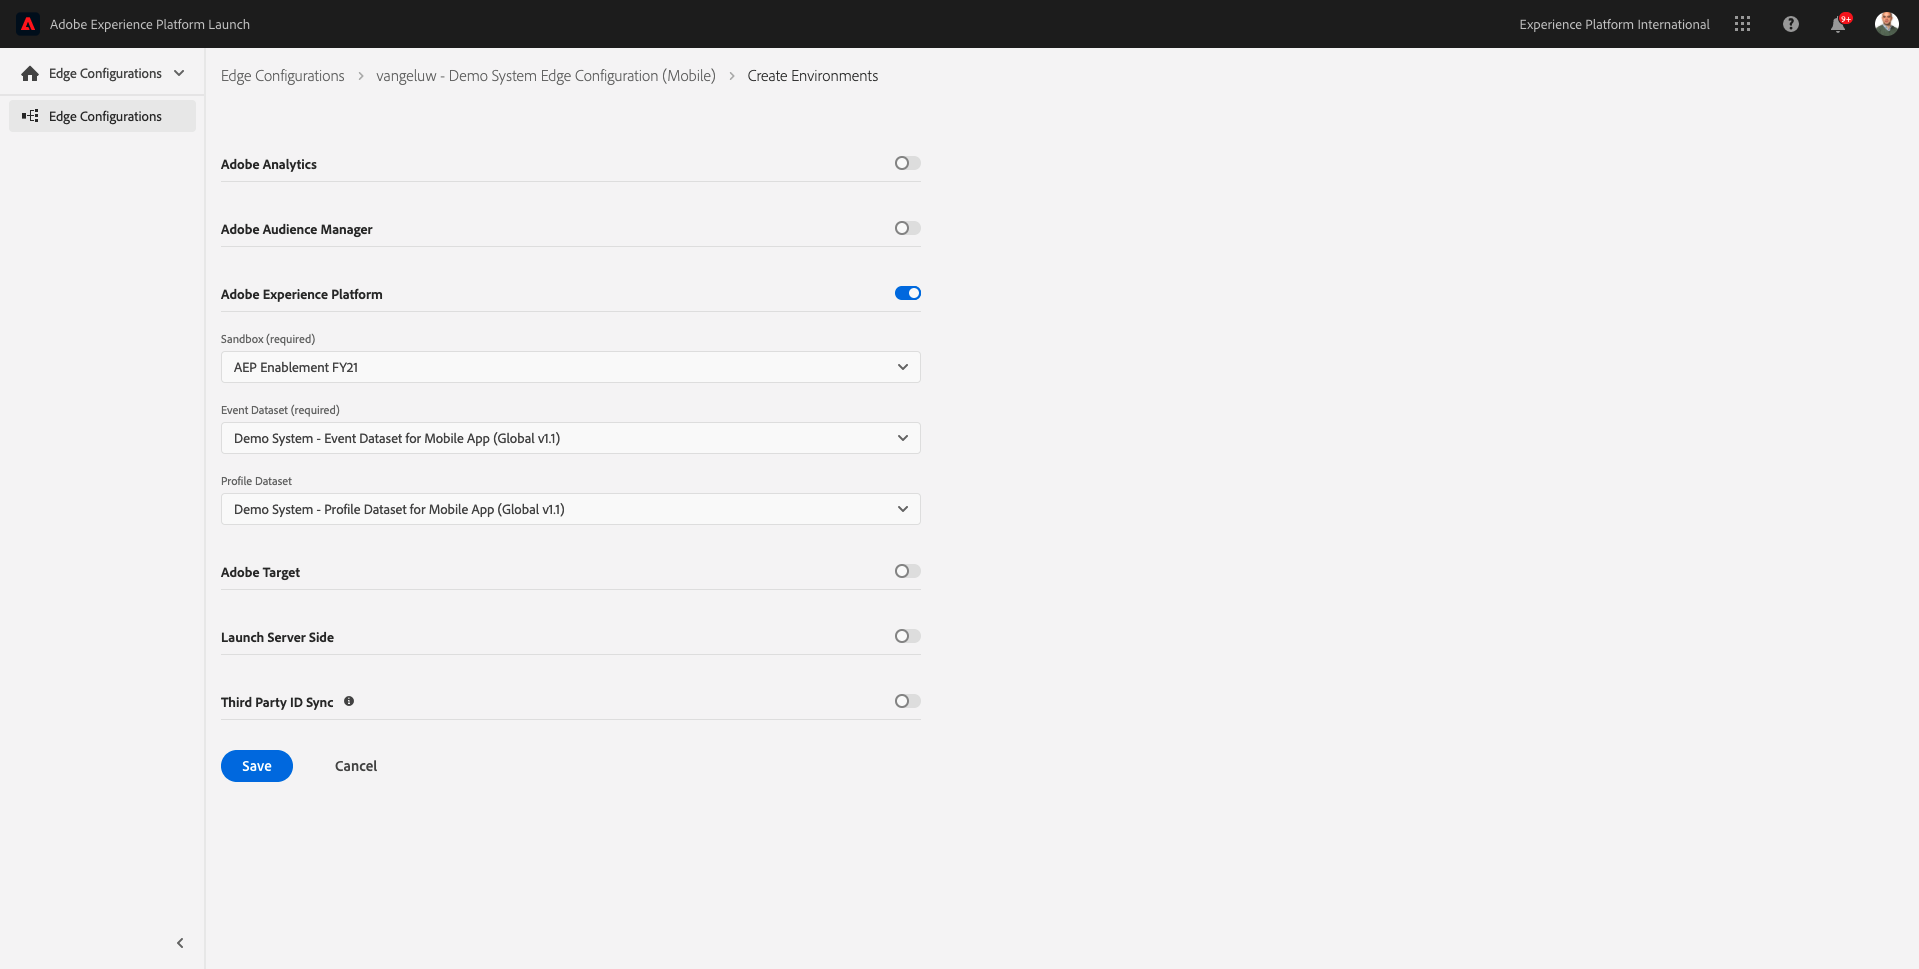 Adobe Experience Platform Launch
Experience Platform International
9+
Edge Configurations
Edge Configurations
Edge Configurations > vangeluw - Demo System Edge Configuration (Mobile) > Create Environments
Adobe Analytics
Adobe Audience Manager
Adobe Experience Platform
Sandbox (required)
AEP Enablement FY21
Event Dataset (required)
Demo System - Event Dataset for Mobile App (Global v1.1)
Profile Dataset
Demo System - Profile Dataset for Mobile App (Global v1.1)
Adobe Target
Launch Server Side
Third Party ID Sync
Save
Cancel